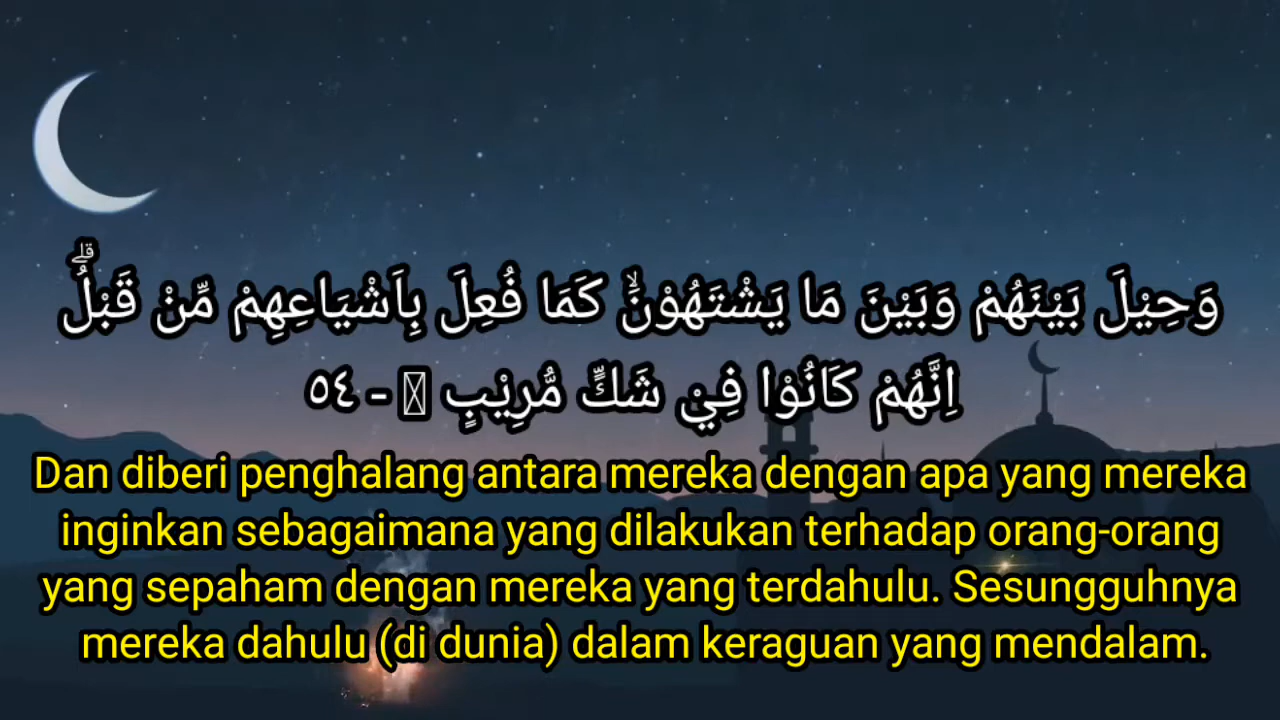 وَحِيْلَ بَيْنَهُمْ وَبَيْنَ مَا يَشْتَهُوْنَۙ كَمَا فُعِلَ بِاَشْيَاعِهِمْ مِّنْ قَبْلُۗ
اِنَّهُمْ كَانُوْا فِيْ شَكٍّ مُّرِيْبٍ - ٥٤
Dan diberi penghalang antara mereka dengan apa yang mereka
inginkan sebagaimana yang dilakukan terhadap orang-orang
yang sepaham dengan mereka yang terdahulu. Sesungguhnya
mereka dahulu (di dunia) dalam keraguan yang mendalam.